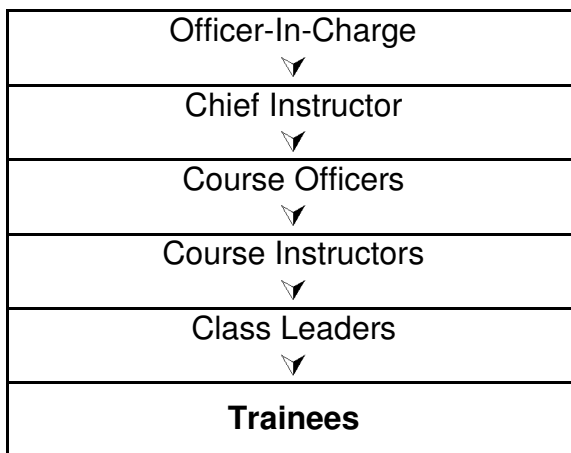 Officer-In-Charge
Chief Instructor
Course Officers
Course Instructors
Class Leaders
Trainees